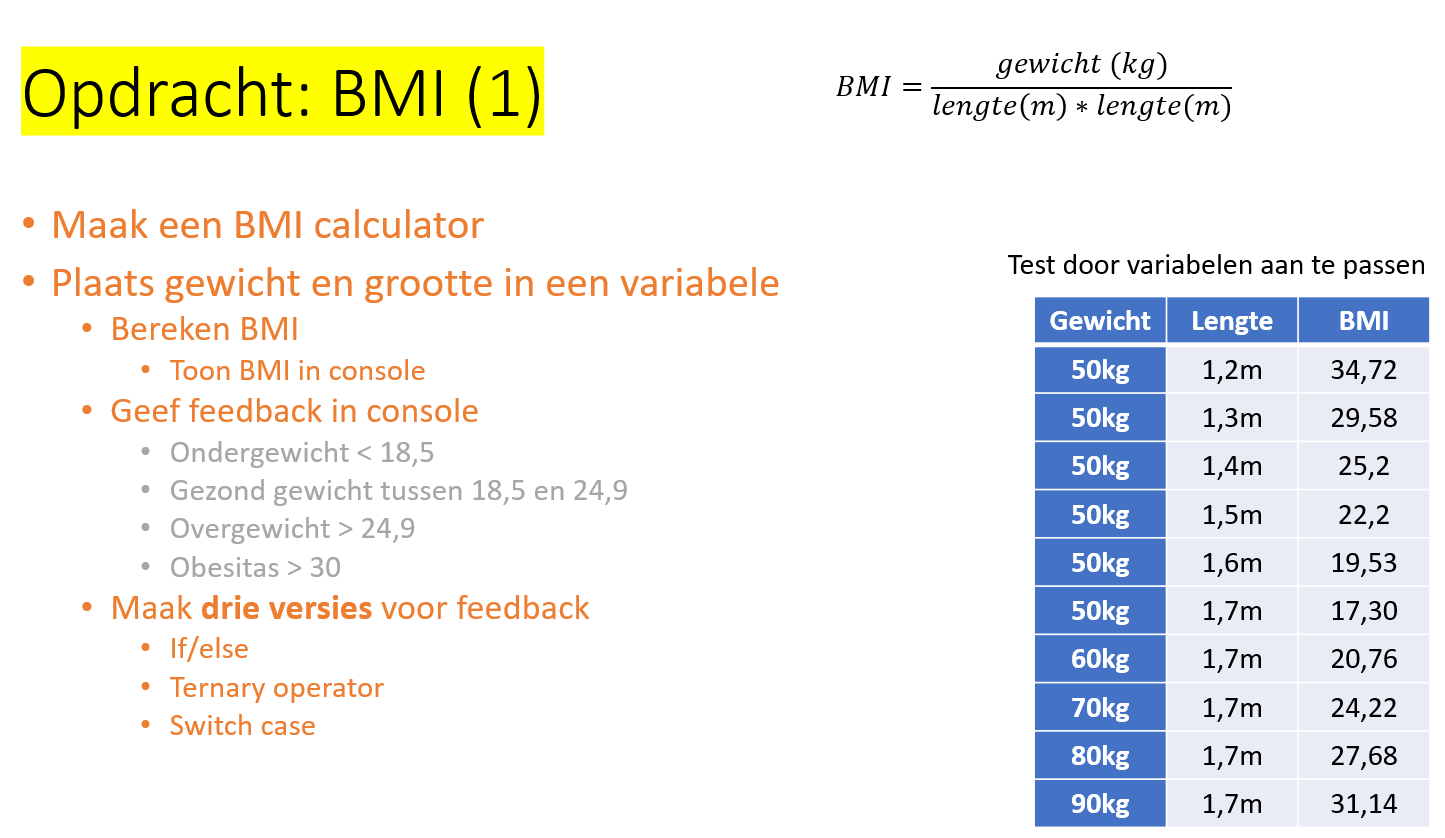 Opdracht: BMI (1)
BMI = gewicht (kg) / lengte(m) * lengte(m)
• Maak een BMI calculator
• Plaats gewicht en grootte in een variabele
• Bereken BMI
• Toon BMI in console
• Geef feedback in console
• Ondergewicht < 18,5
• Gezond gewicht tussen 18,5 en 24,9
• Overgewicht > 24,9
• Obesitas > 30
• Maak drie versies voor feedback
• If/else
• Ternary operator
• Switch case
Test door variabelen aan te passen
Gewicht Lengte BMI
50kg 1,2m 34,72
50kg 1,3m 29,58
50kg 1,4m 25,2
50kg 1,5m 22,2
50kg 1,6m 19,53
50kg 1,7m 17,30
60kg 1,7m 20,76
70kg 1,7m 24,22
80kg 1,7m 27,68
90kg 1,7m 31,14